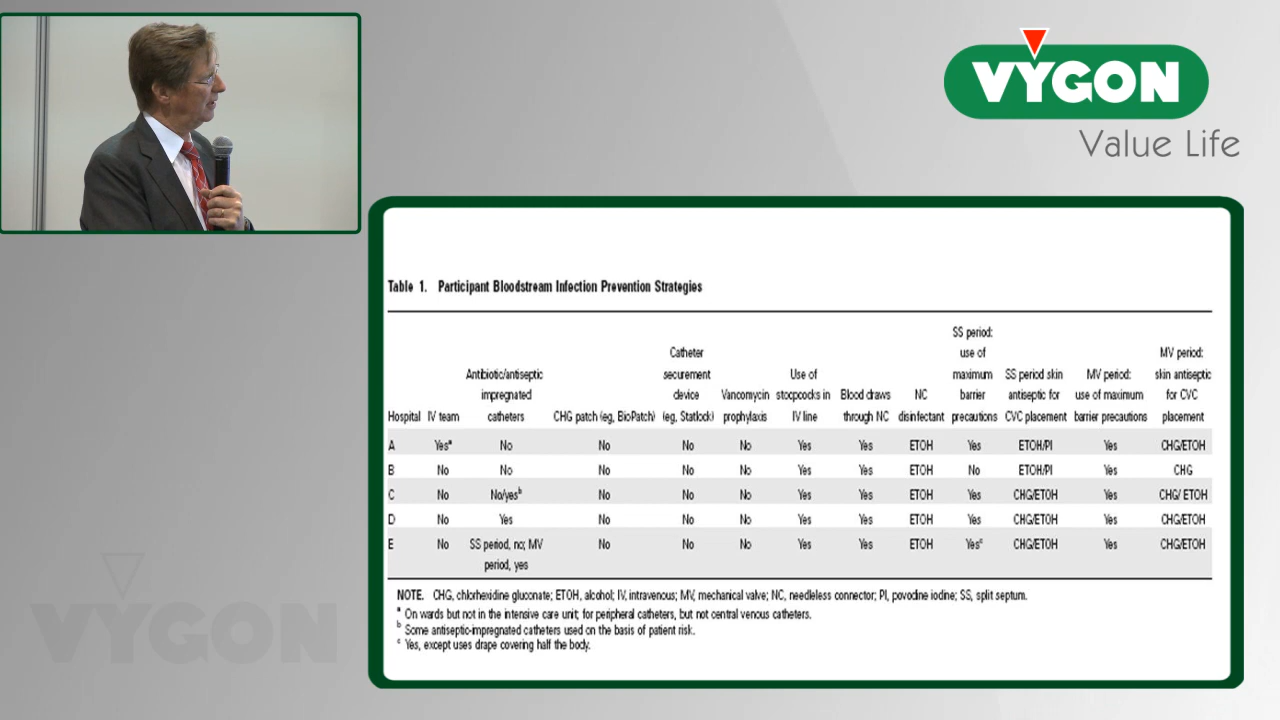 VYGON
Value Life
Table 1. Participant Bloodstream Infection Prevention Strategies
SS period:
Catheter use of MV period:
Antibiotic/antiseptic securement Use of maximum SS period skin MV period: skin antiseptic
impregnated device Vancomycin stocpcocks in Blood draws NC barrier antiseptic for use of maximum for CVC
Hospital IV team catheters CHG patch (eg, BioPatch) (eg, Statlock) prophylaxis IV line through NC disinfectant precautions CVC placement barrier precautions placement
A Yesᵃ No No No No Yes Yes ETOH Yes ETOH/PI Yes CHG/ETOH
B No No No No No Yes Yes ETOH No ETOH/PI Yes CHG
C No No/yesᵇ No No No Yes Yes ETOH Yes CHG/ETOH Yes CHG/ ETOH
D No Yes No No No Yes Yes ETOH Yes CHG/ETOH Yes CHG/ETOH
E No SS period, no; MV No No No Yes Yes ETOH Yesᶜ CHG/ETOH Yes CHG/ETOH
period, yes
NOTE. CHG, chlorhexidine gluconate; ETOH, alcohol; IV, intravenous; MV, mechanical valve; NC, needleless connector; PI, povodine iodine; SS, split septum.
ᵃ On wards but not in the intensive care unit; for peripheral catheters, but not central venous catheters.
ᵇ Some antiseptic-impregnated catheters used on the basis of patient risk.
ᶜ Yes, except uses drape covering half the body.
VYGON